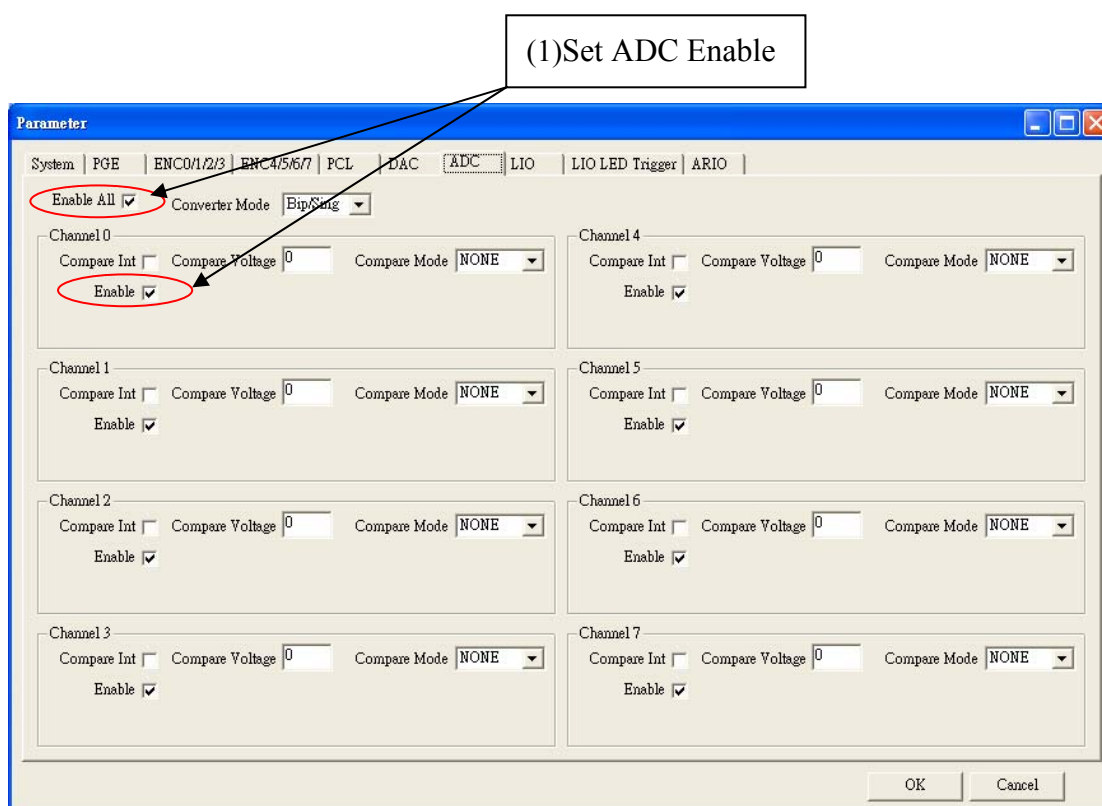 (1)Set ADC Enable
Parameter
System PGE ENC0/1/2/3 ENC4/5/6/7 PCL DAC ADC LIO LIO LED Trigger ARIO
Enable All Converter Mode Bip/Sing
Channel 0
Compare Int Compare Voltage 0 Compare Mode NONE
Enable
Channel 4
Compare Int Compare Voltage 0 Compare Mode NONE
Enable
Channel 1
Compare Int Compare Voltage 0 Compare Mode NONE
Enable
Channel 5
Compare Int Compare Voltage 0 Compare Mode NONE
Enable
Channel 2
Compare Int Compare Voltage 0 Compare Mode NONE
Enable
Channel 6
Compare Int Compare Voltage 0 Compare Mode NONE
Enable
Channel 3
Compare Int Compare Voltage 0 Compare Mode NONE
Enable
Channel 7
Compare Int Compare Voltage 0 Compare Mode NONE
Enable
OK Cancel